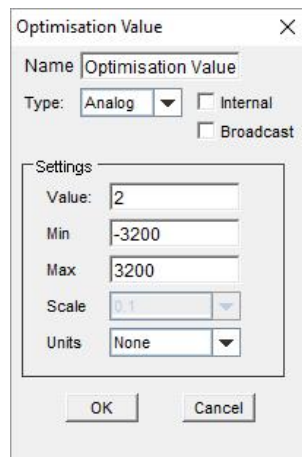 Optimisation Value
Name Optimisation Value
Type: Analog Internal
Broadcast
Settings
Value: 2
Min -3200
Max 3200
Scale 0.1
Units None
OK Cancel